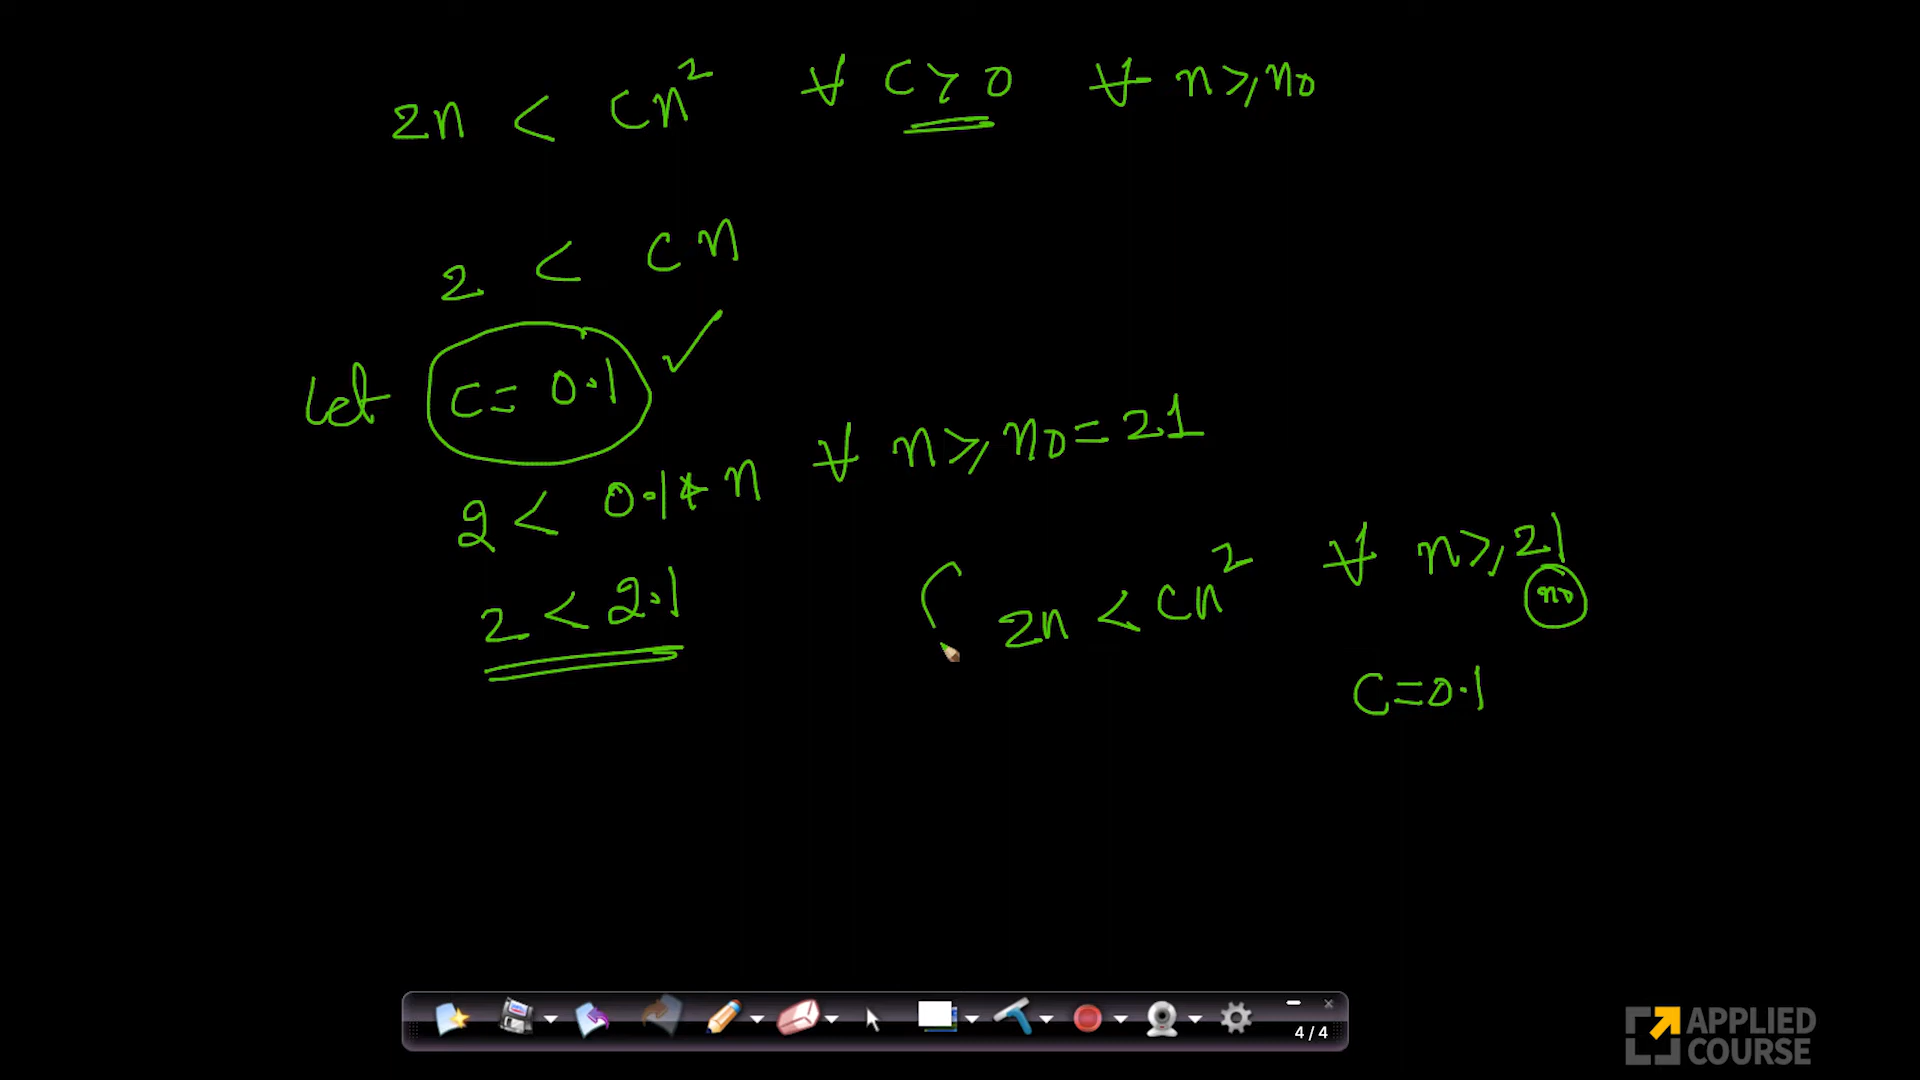 2n < cn² ∀ c > 0 ∀ n ≥ n0
2 < cn
let c = 0.1 ✓
2 < 0.1 * n ∀ n ≥ n0 = 21
2 < 2.1
2n < cn² ∀ n ≥ 21
n0
c = 0.1
4 / 4
APPLIED
COURSE